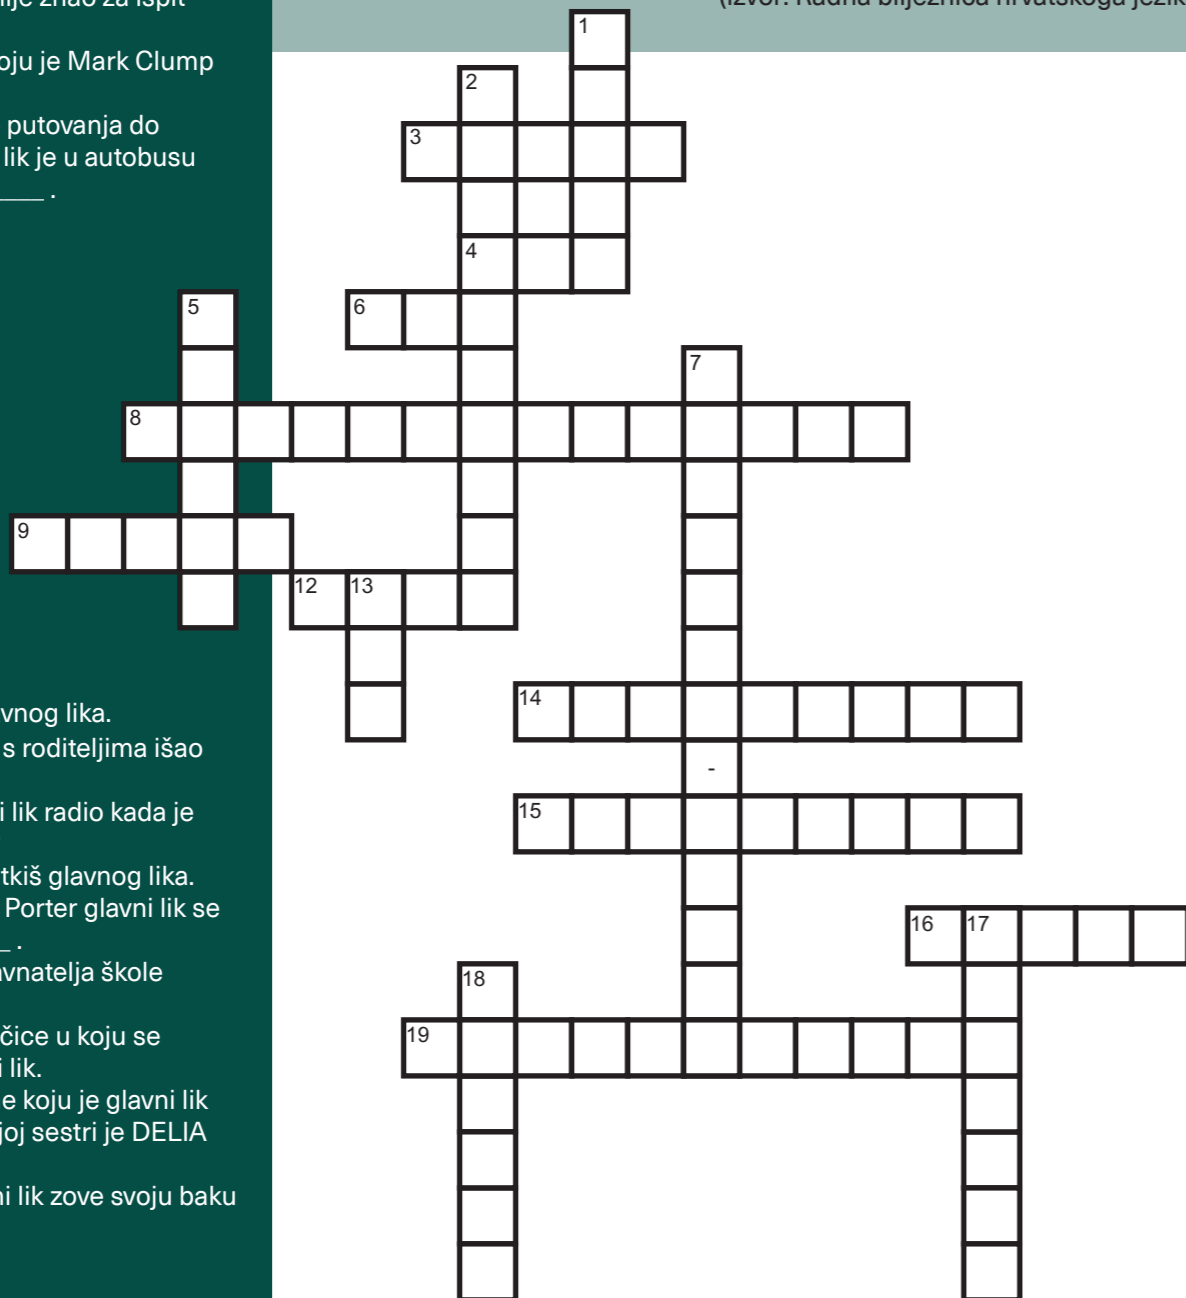 nije znao za ispit
oju je Mark Clump
putovanja do
lik je u autobusu
____ .
vnog lika.
s roditeljima išao
i lik radio kada je
tkiš glavnog lika.
Porter glavni lik se
_ .
avnatelja škole
čice u koju se
i lik.
e koju je glavni lik
joj sestri je DELIA
ni lik zove svoju baku
(izvor: Radna bilježnica hrvatskoga jezik
1
2
3
4
5
6
7
8
9
12 13
14
-
15
16 17
18
19